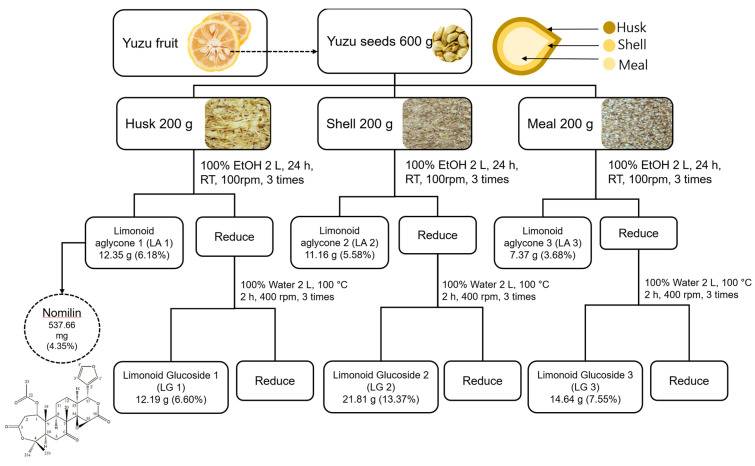 Yuzu fruit
Yuzu seeds 600 g
Husk
Shell
Meal
Husk 200 g
Shell 200 g
Meal 200 g
100% EtOH 2 L, 24 h,
RT, 100rpm, 3 times
100% EtOH 2 L, 24 h,
RT, 100rpm, 3 times
100% EtOH 2 L, 24 h,
RT, 100rpm, 3 times
Limonoid
aglycone 1 (LA 1)
12.35 g (6.18%)
Reduce
Limonoid
aglycone 2 (LA 2)
11.16 g (5.58%)
Reduce
Limonoid
aglycone 3 (LA 3)
7.37 g (3.68%)
Reduce
100% Water 2 L, 100 °C
2 h, 400 rpm, 3 times
100% Water 2 L, 100 °C
2 h, 400 rpm, 3 times
100% Water 2 L, 100 °C
2 h, 400 rpm, 3 times
Nomilin
537.66
mg
(4.35%)
Limonoid Glucoside 1
(LG 1)
12.19 g (6.60%)
Reduce
Limonoid Glucoside 2
(LG 2)
21.81 g (13.37%)
Reduce
Limonoid Glucoside 3
(LG 3)
14.64 g (7.55%)
Reduce